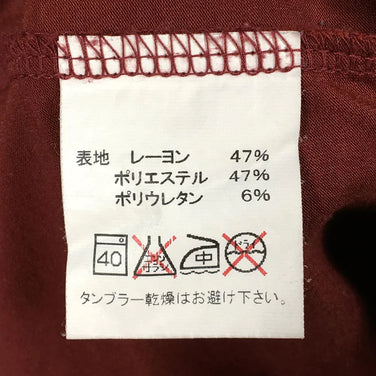 表地 レーヨン 47%
ポリエステル 47%
ポリウレタン 6%
40 エンソ サラシ 中 ドライ
タンブラー乾燥はお避け下さい。